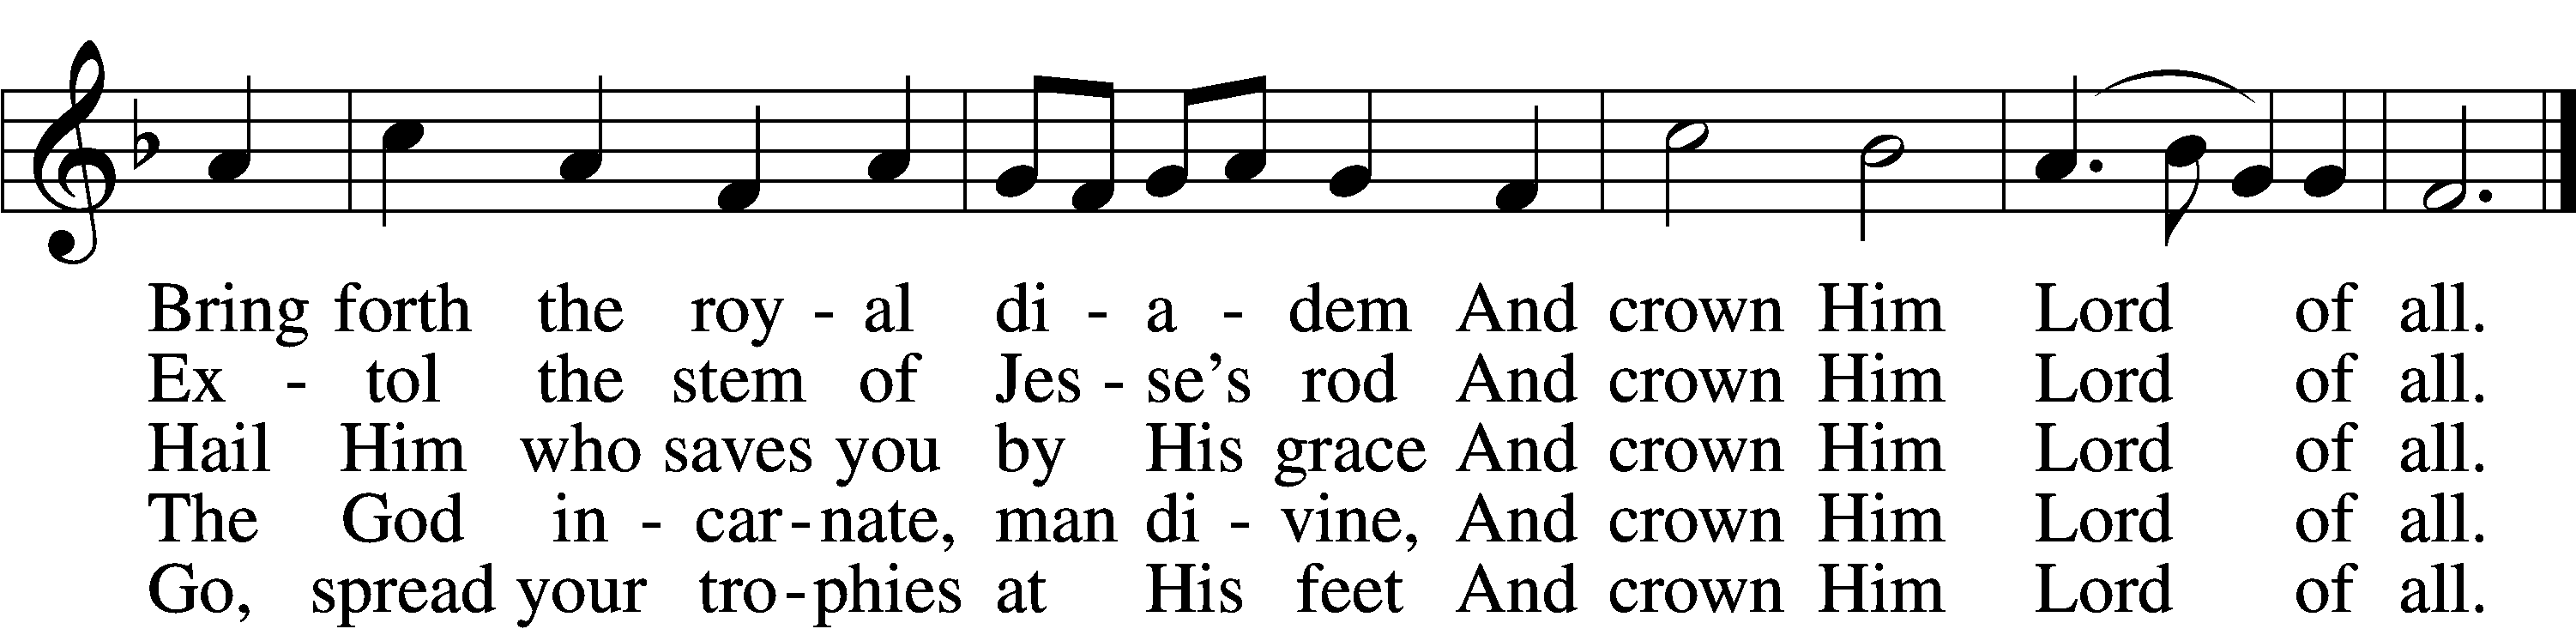 Bring forth the roy - al di - a - dem And crown Him Lord of all.
Ex - tol the stem of Jes - se's rod And crown Him Lord of all.
Hail Him who saves you by His grace And crown Him Lord of all.
The God in - car - nate, man di - vine, And crown Him Lord of all.
Go, spread your tro - phies at His feet And crown Him Lord of all.